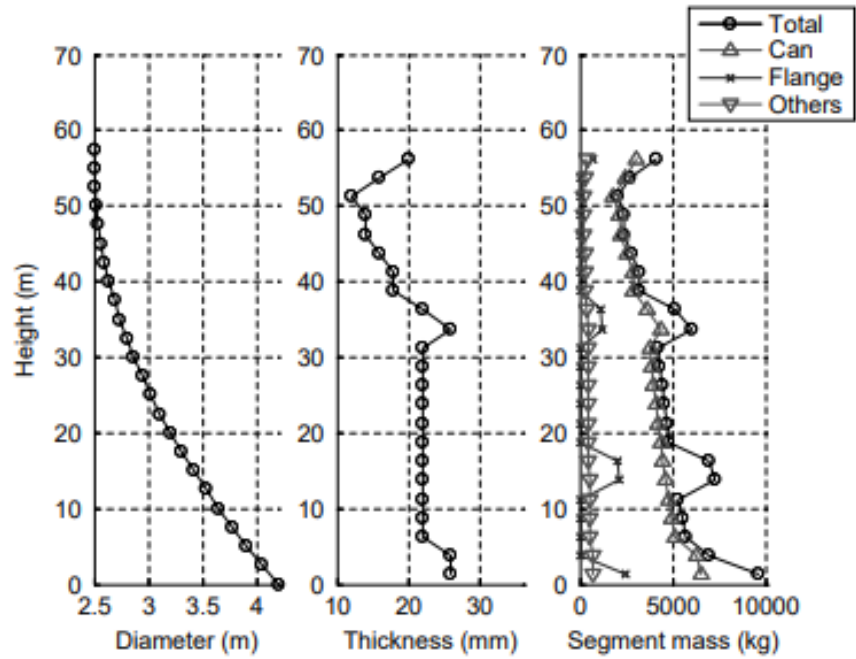 Total
Can
Flange
Others
70 70 70
60 60 60
50 50 50
40 40 40
30 30 30
20 20 20
10 10 10
0 0 0
Height (m)
2.5 3 3.5 4 10 20 30 0 5000 10000
Diameter (m) Thickness (mm) Segment mass (kg)